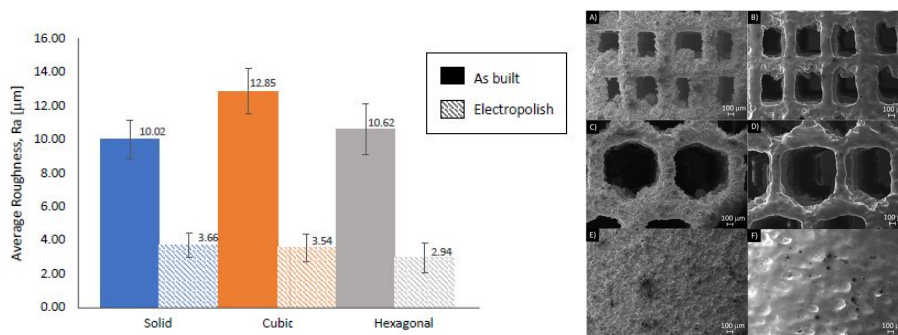 16.00
14.00
12.00
10.00
8.00
6.00
4.00
2.00
0.00
Average Roughness, Ra [µm]
10.02
3.66
12.85
3.54
10.62
2.94
Solid
Cubic
Hexagonal
As built
Electropolish
A)
100 µm
B)
100 µm
C)
100 µm
D)
100 µm
E)
100 µm
F)
100 µ